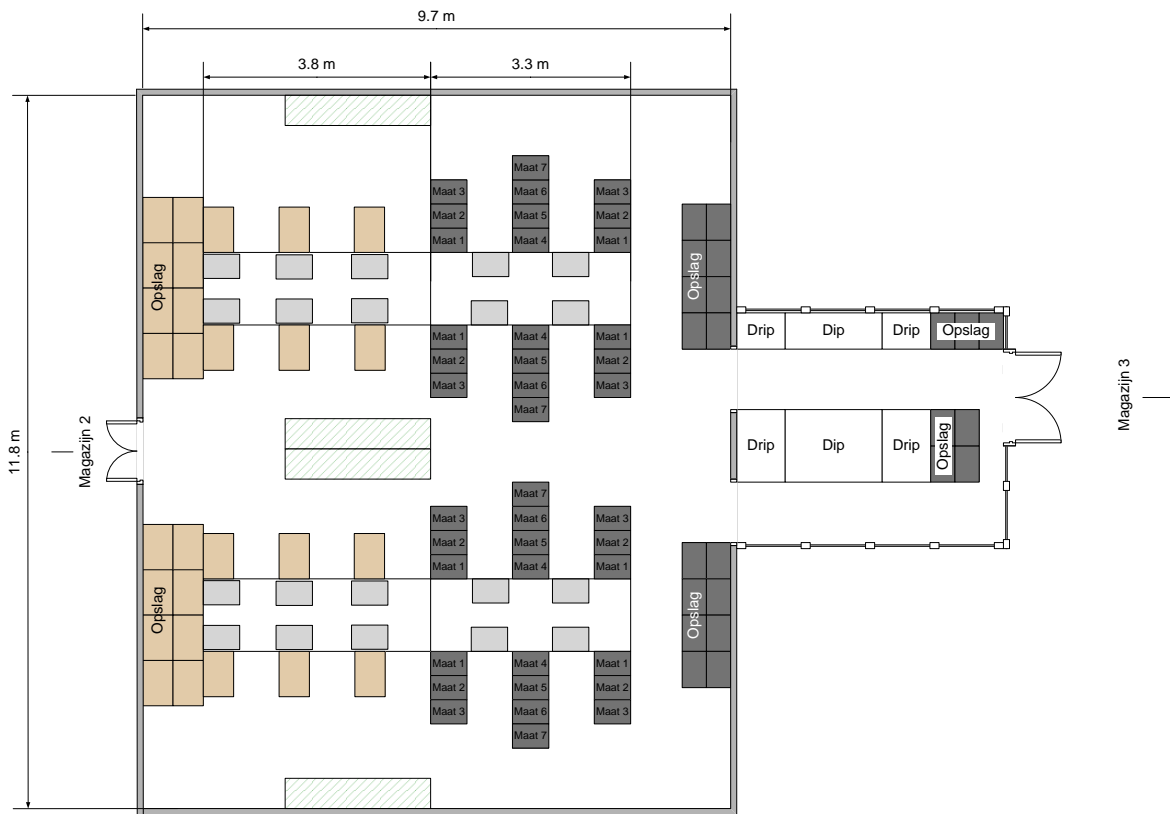 9.7 m
3.8 m
3.3 m
11.8 m
Maat 7
Maat 3
Maat 6
Maat 3
Maat 2
Maat 5
Maat 2
Maat 1
Maat 4
Maat 1
Opslag
Opslag
Maat 1
Maat 4
Maat 1
Maat 2
Maat 5
Maat 2
Maat 3
Maat 6
Maat 3
Maat 7
Drip
Dip
Drip
Opslag
Magazijn 2
Magazijn 3
Drip
Dip
Drip
Opslag
Maat 7
Maat 3
Maat 6
Maat 3
Maat 2
Maat 5
Maat 2
Maat 1
Maat 4
Maat 1
Opslag
Opslag
Maat 1
Maat 4
Maat 1
Maat 2
Maat 5
Maat 2
Maat 3
Maat 6
Maat 3
Maat 7